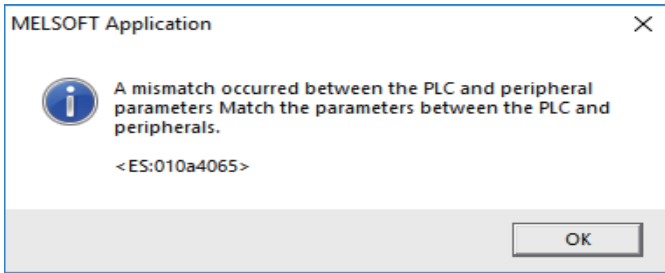 MELSOFT Application
A mismatch occurred between the PLC and peripheral
parameters Match the parameters between the PLC and
peripherals.
<ES:010a4065>
OK